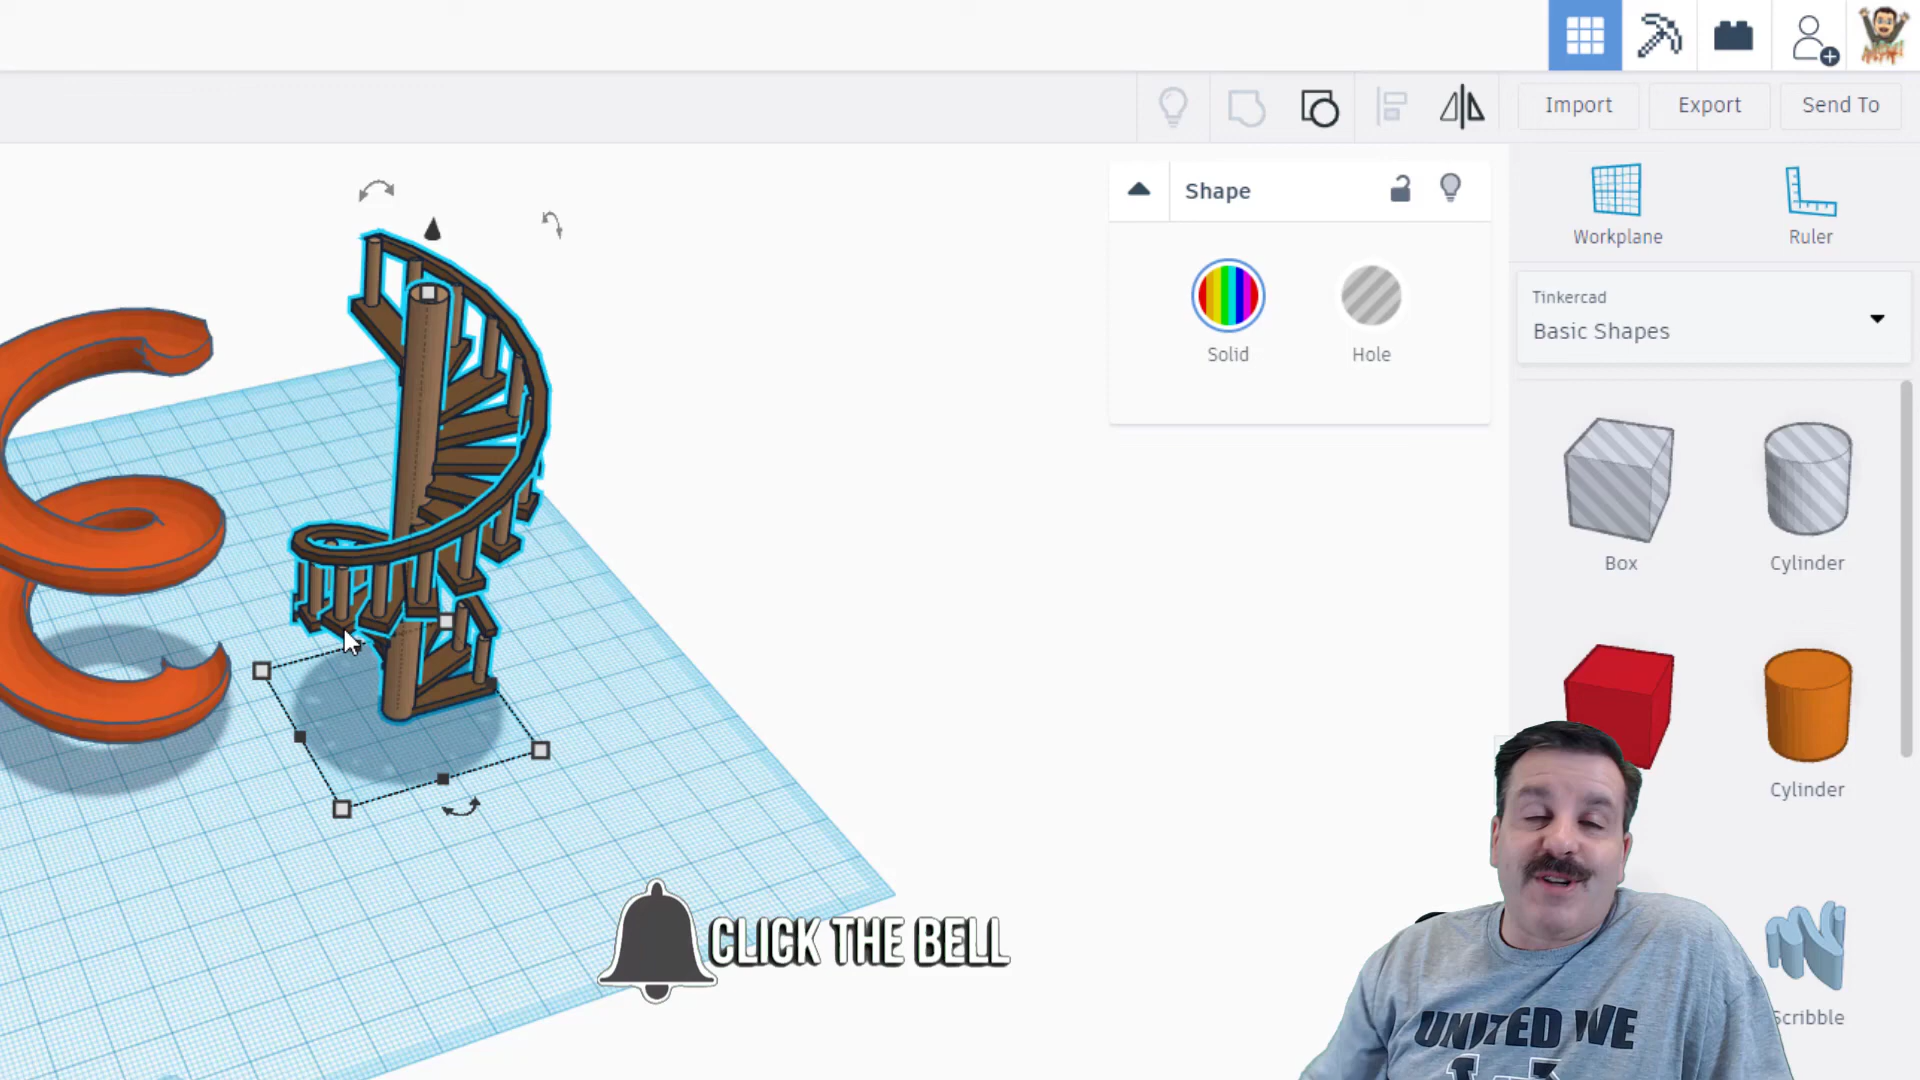 Import
Export
Send To
Shape
Workplane
Ruler
Solid
Hole
Tinkercad
Basic Shapes
Box
Cylinder
Cylinder
CLICK THE BELL
Scribble
UNITED WE